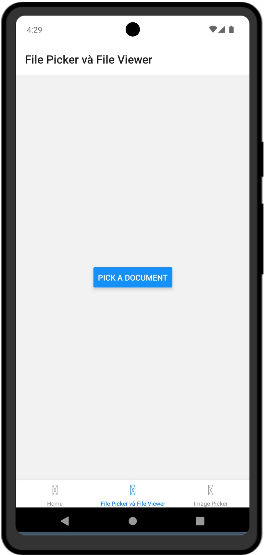 4:29
File Picker và File Viewer
PICK A DOCUMENT
Home File Picker và File Viewer Image Picker